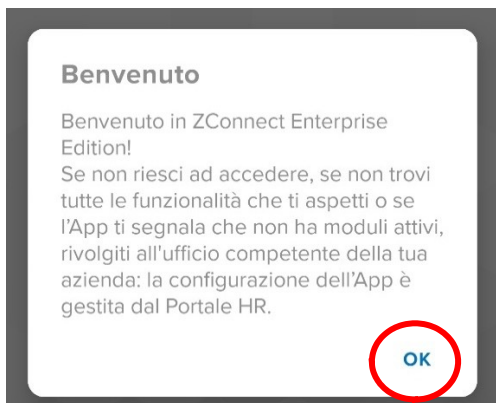 Benvenuto
Benvenuto in ZConnect Enterprise
Edition!
Se non riesci ad accedere, se non trovi
tutte le funzionalità che ti aspetti o se
l'App ti segnala che non ha moduli attivi,
rivolgiti all'ufficio competente della tua
azienda: la configurazione dell'App è
gestita dal Portale HR.
OK